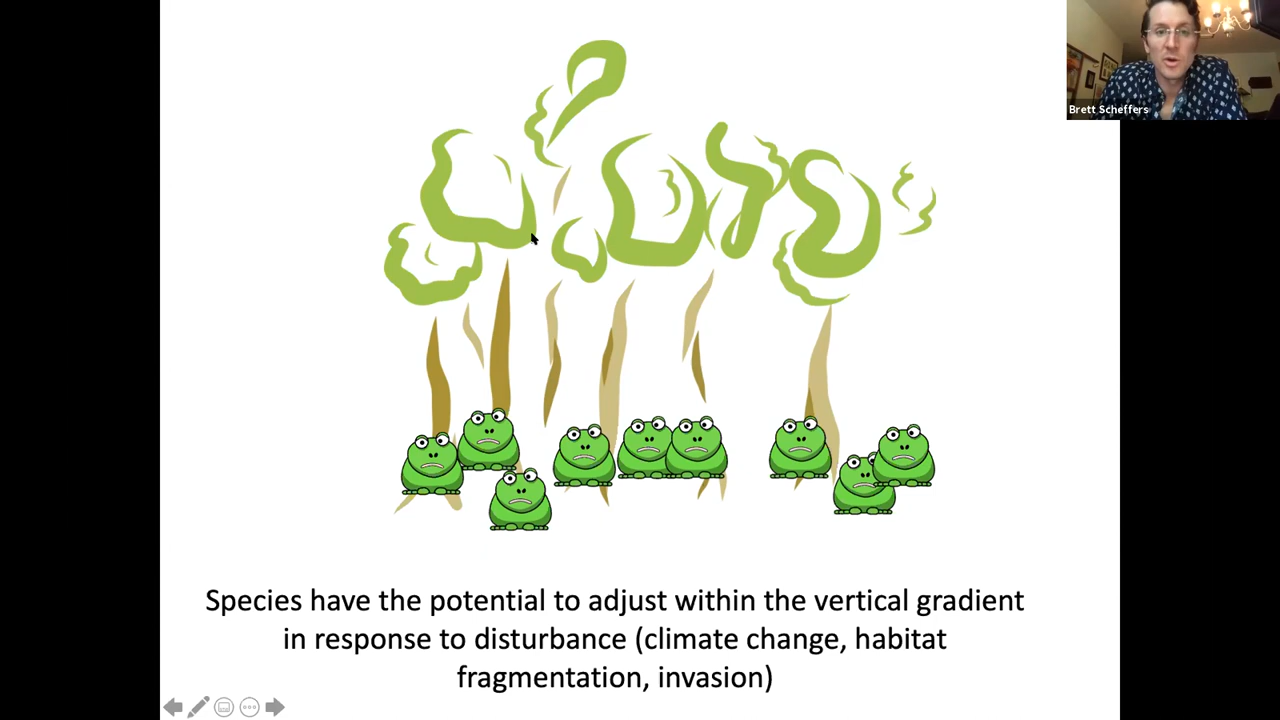 Brett Scheffers
Species have the potential to adjust within the vertical gradient
in response to disturbance (climate change, habitat
fragmentation, invasion)